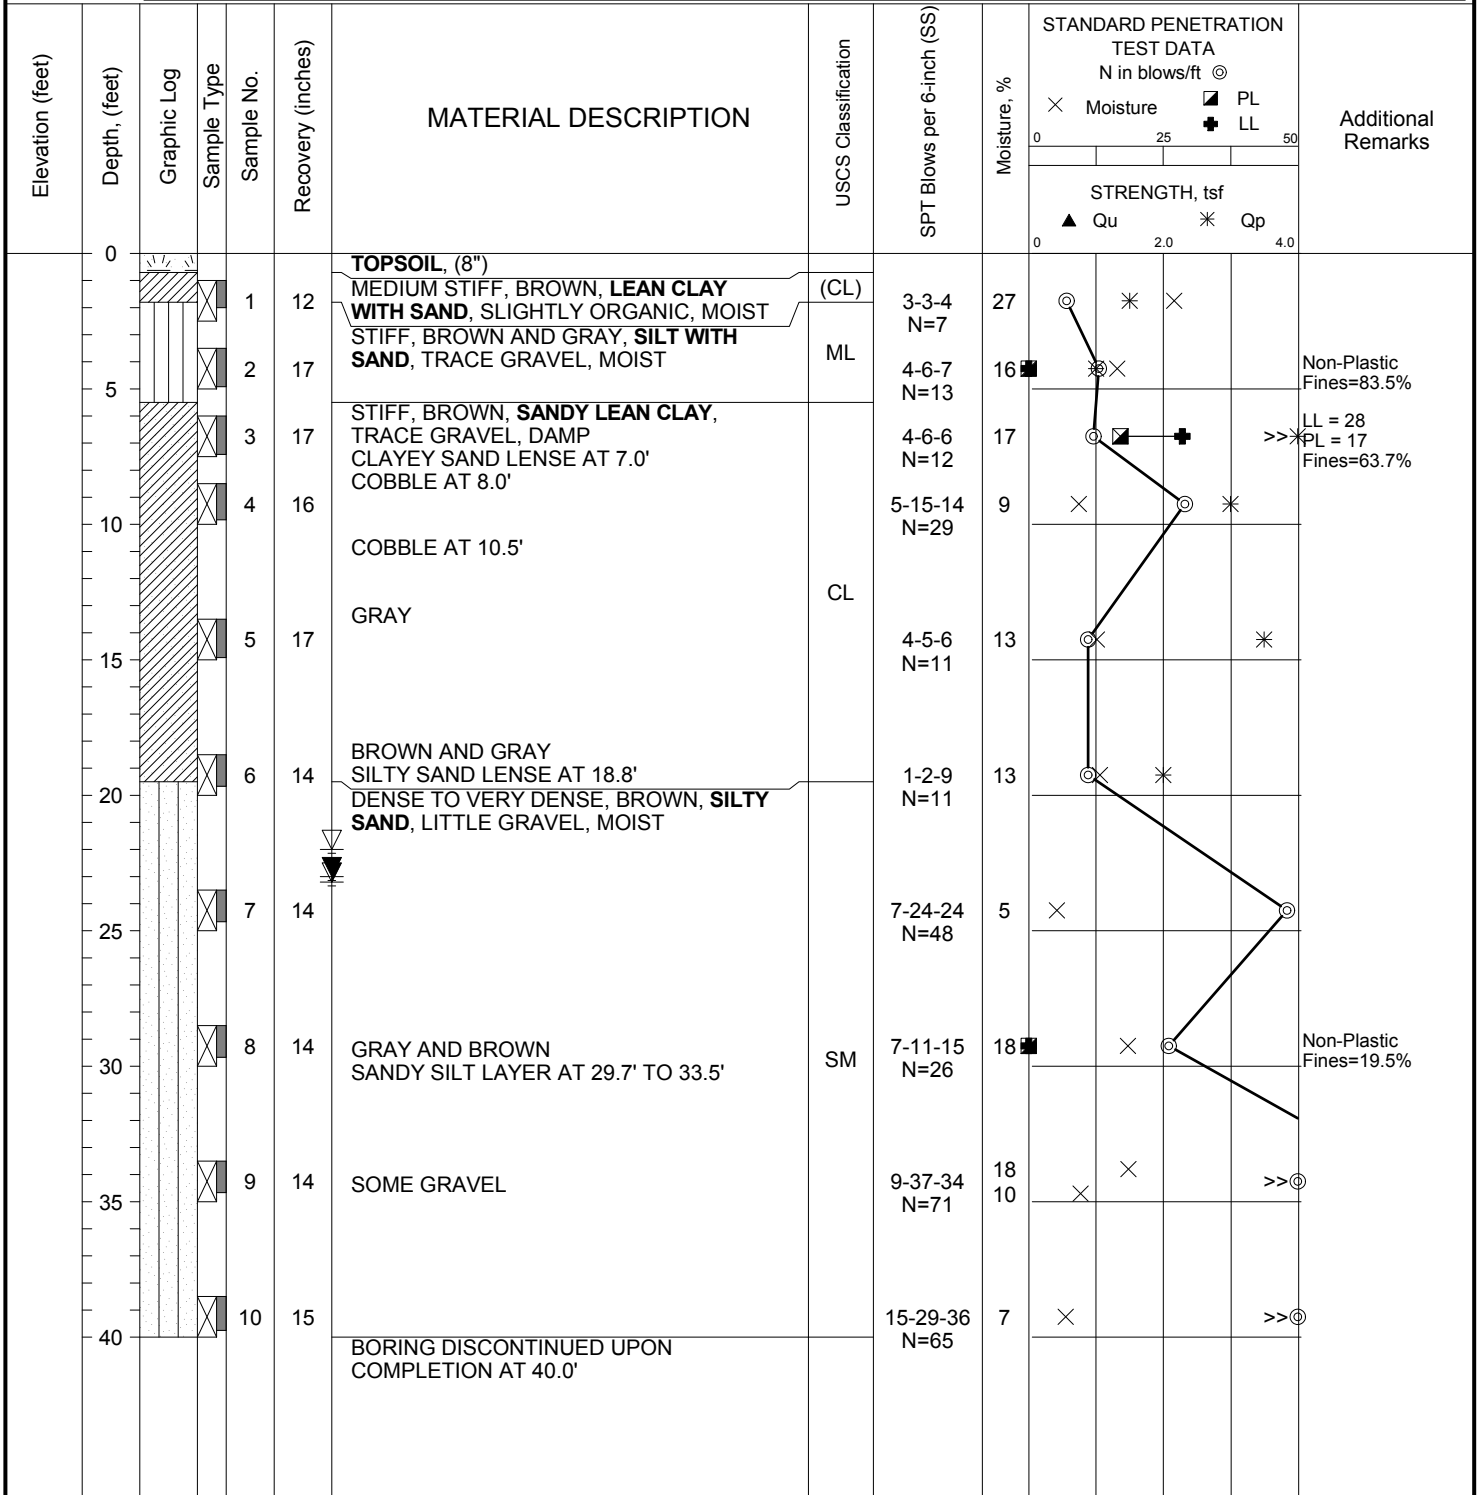 Elevation (feet)
Depth, (feet)
Graphic Log
Sample Type
Sample No.
Recovery (inches)
MATERIAL DESCRIPTION
USCS Classification
SPT Blows per 6-inch (SS)
Moisture, %
STANDARD PENETRATION
TEST DATA
N in blows/ft
Moisture
PL
LL
0 25 50
STRENGTH, tsf
Qu Qp
0 2.0 4.0
Additional
Remarks
0
TOPSOIL, (8")
MEDIUM STIFF, BROWN, LEAN CLAY
WITH SAND, SLIGHTLY ORGANIC, MOIST
(CL)
1 12
3-3-4
N=7
27
STIFF, BROWN AND GRAY, SILT WITH
SAND, TRACE GRAVEL, MOIST
ML
2 17
4-6-7
N=13
16
Non-Plastic
Fines=83.5%
5
STIFF, BROWN, SANDY LEAN CLAY,
TRACE GRAVEL, DAMP
CLAYEY SAND LENSE AT 7.0'
COBBLE AT 8.0'
3 17
4-6-6
N=12
17
>>
LL = 28
PL = 17
Fines=63.7%
4 16
5-15-14
N=29
9
10
COBBLE AT 10.5'
CL
GRAY
5 17
4-5-6
N=11
13
15
BROWN AND GRAY
SILTY SAND LENSE AT 18.8'
6 14
1-2-9
N=11
13
20
DENSE TO VERY DENSE, BROWN, SILTY
SAND, LITTLE GRAVEL, MOIST
7 14
7-24-24
N=48
5
25
8 14
GRAY AND BROWN
SANDY SILT LAYER AT 29.7' TO 33.5'
SM
7-11-15
N=26
18
Non-Plastic
Fines=19.5%
30
9 14
SOME GRAVEL
9-37-34
N=71
18
10
>>
35
10 15
15-29-36
N=65
7
>>
40
BORING DISCONTINUED UPON
COMPLETION AT 40.0'